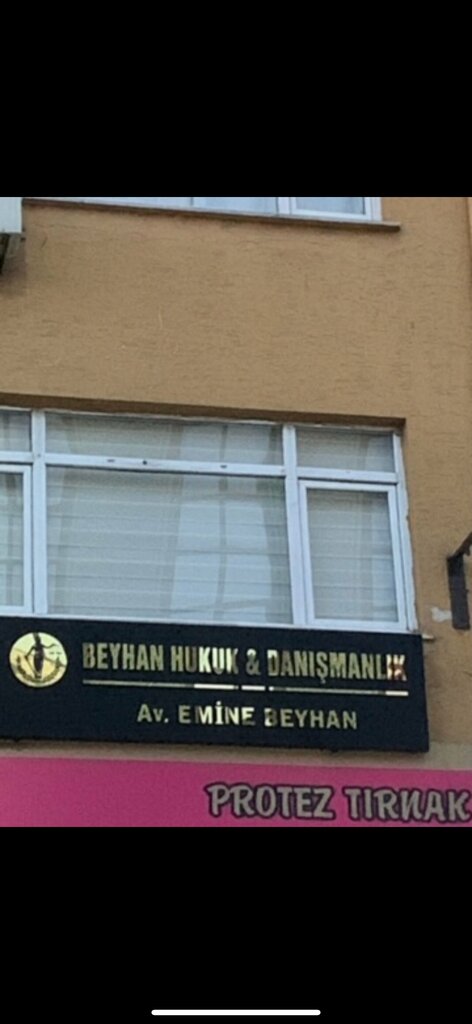 BEYHAN HUKUK & DANIŞMANLIK
Av. EMİNE BEYHAN
PROTEZ TIRNAK